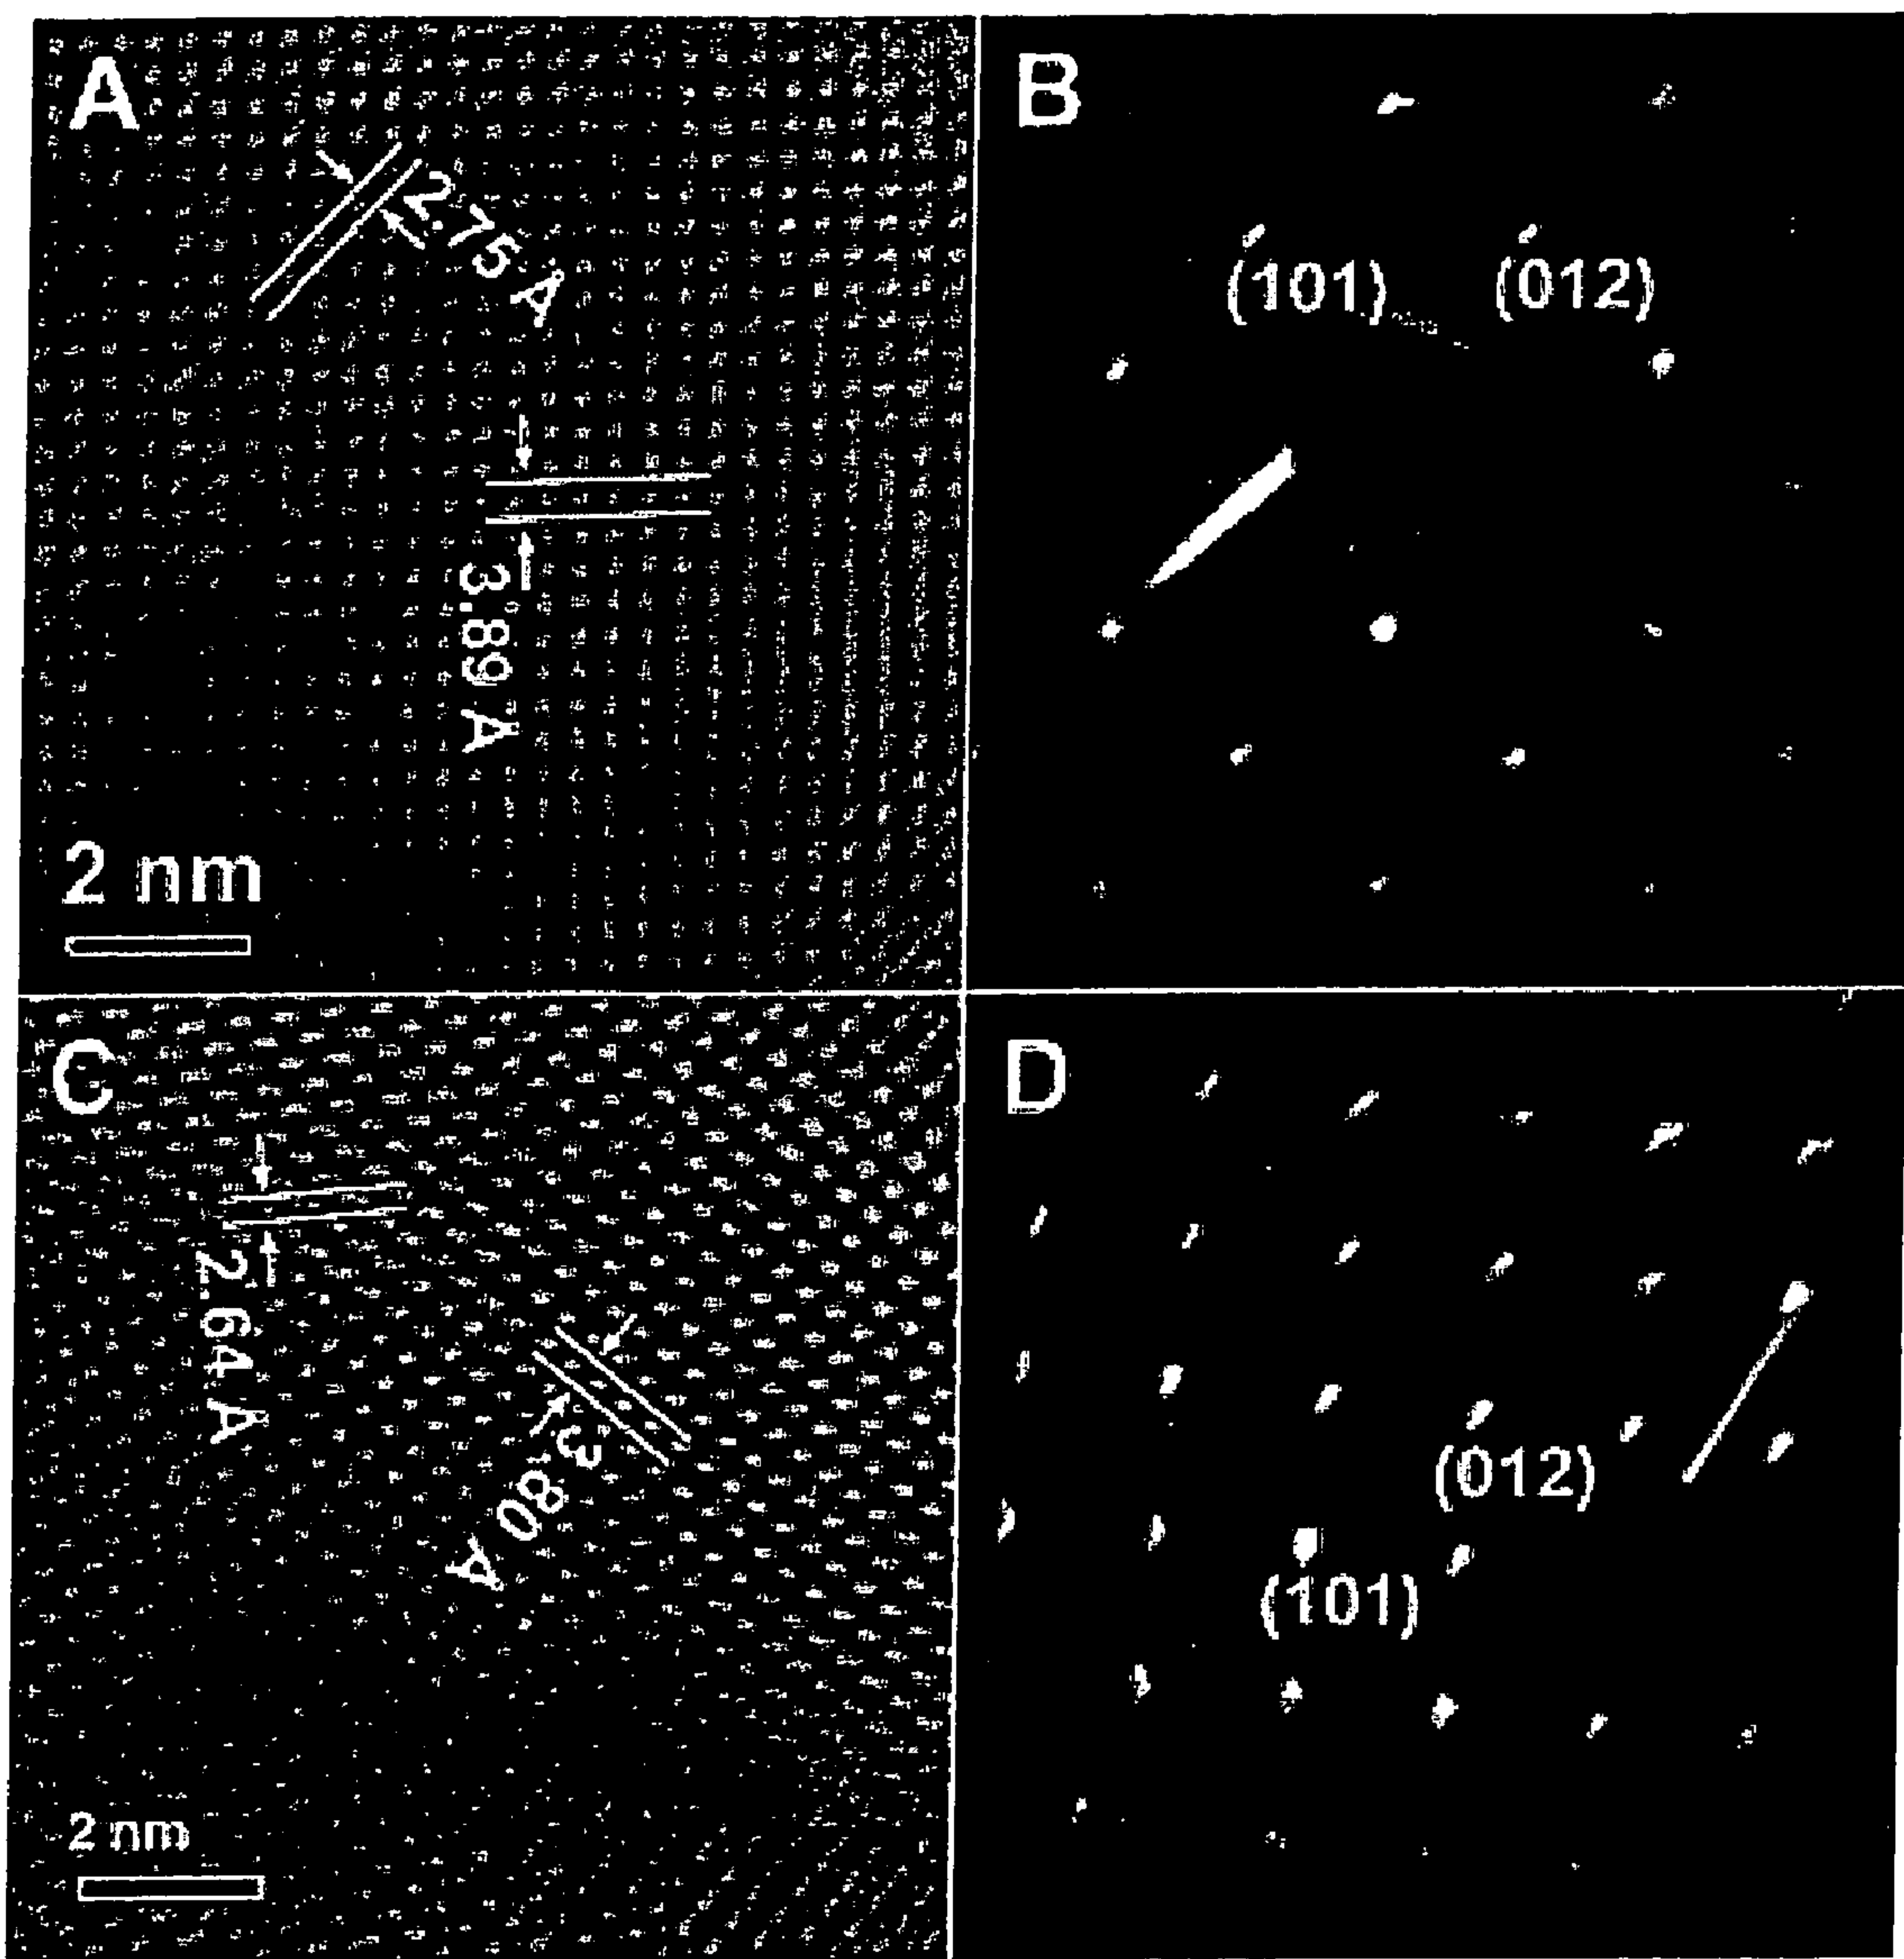 A
2.75 Å
3.89 Å
2 nm
B
(101)
(012)
C
2.64 Å
3.80 Å
2 nm
D
(012)
(101)